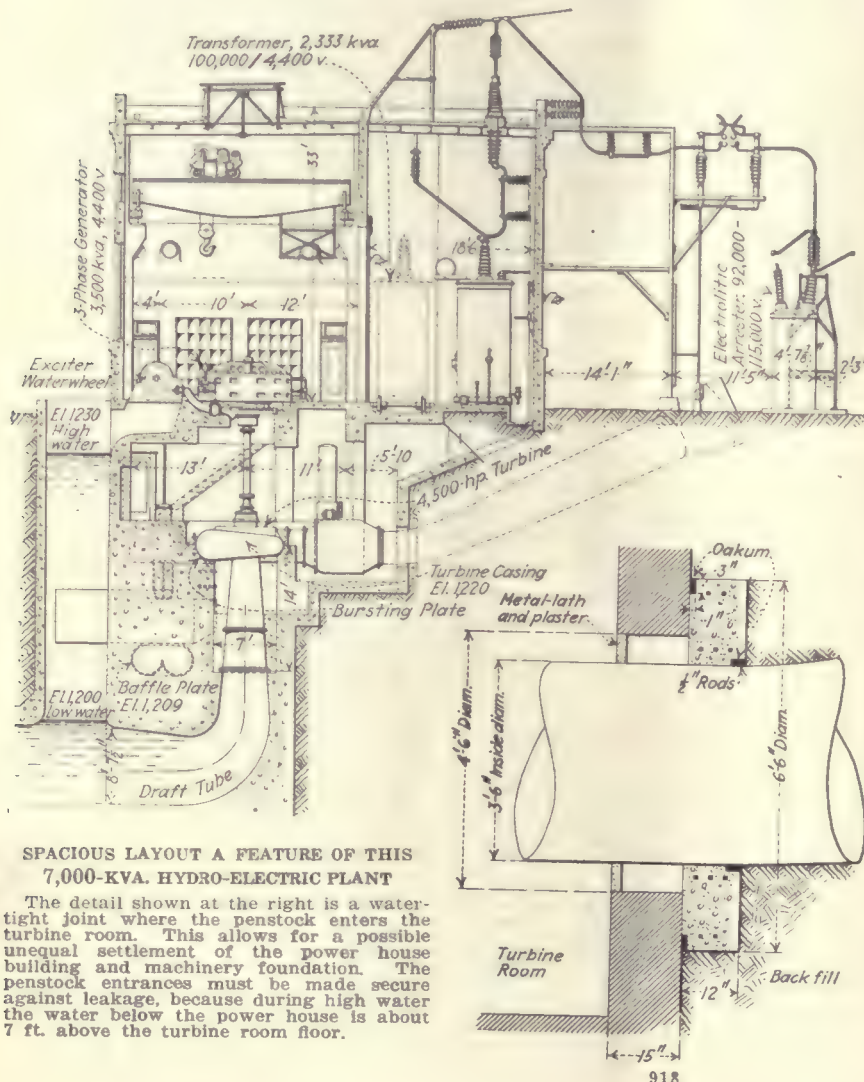 Transformer, 2,333 kva.
100,000/4,400 v.
33'
3-Phase Generator
3,500 kva, 4,400 v
18'6"
4'
10'
12'
Electrolitic
Arrester 92,000-
115,000 v.
4'-7⅛"
14'-1"
11'-5"
2'-3"
Exciter
Waterwheel
El.1230
High
water
13'
11'
5'-10
4,500-hp. Turbine
Turbine Casing
El. 1,220
Bursting Plate
14'
7'
Baffle Plate
El. 1,209
El.1,200
low water
8'-7½"
Draft Tube
Oakum
3"
1"
Metal-lath
and plaster
½" Rods
4'-6" Diam.
3'-6" Inside diam.
6'-6" Diam.
Turbine
Room
Back fill
12"
15"
SPACIOUS LAYOUT A FEATURE OF THIS
7,000-KVA. HYDRO-ELECTRIC PLANT
The detail shown at the right is a water-
tight joint where the penstock enters the
turbine room. This allows for a possible
unequal settlement of the power house
building and machinery foundation. The
penstock entrances must be made secure
against leakage, because during high water
the water below the power house is about
7 ft. above the turbine room floor.
918